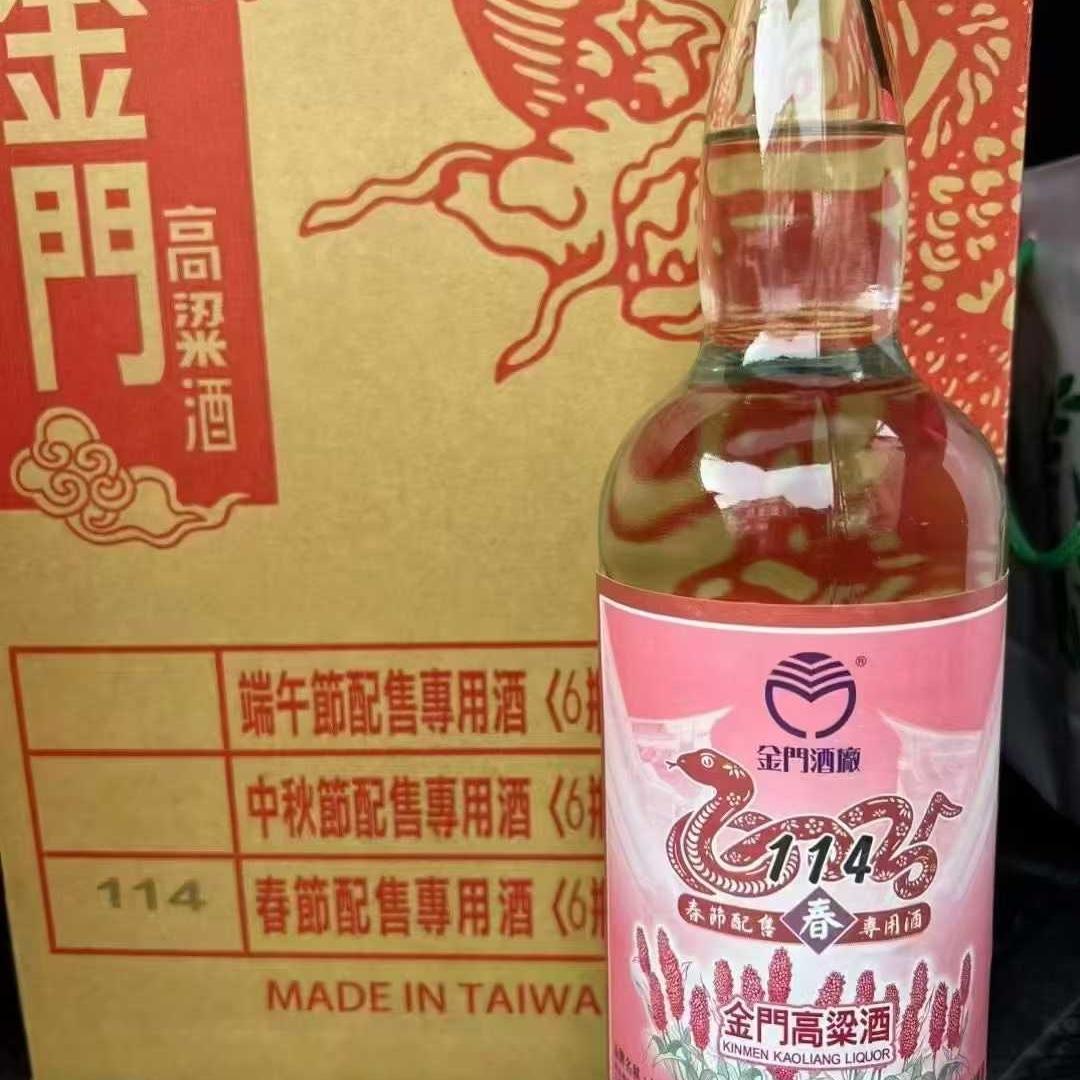 金門
高粱酒
端午節配售專用酒〈6
中秋節配售專用酒〈6
114
春節配售專用酒〈6
MADE IN TAIWA
®
金門酒廠
2025
114
春節配售 春 專用酒
金門高粱酒
KINMEN KAOLIANG LIQUOR